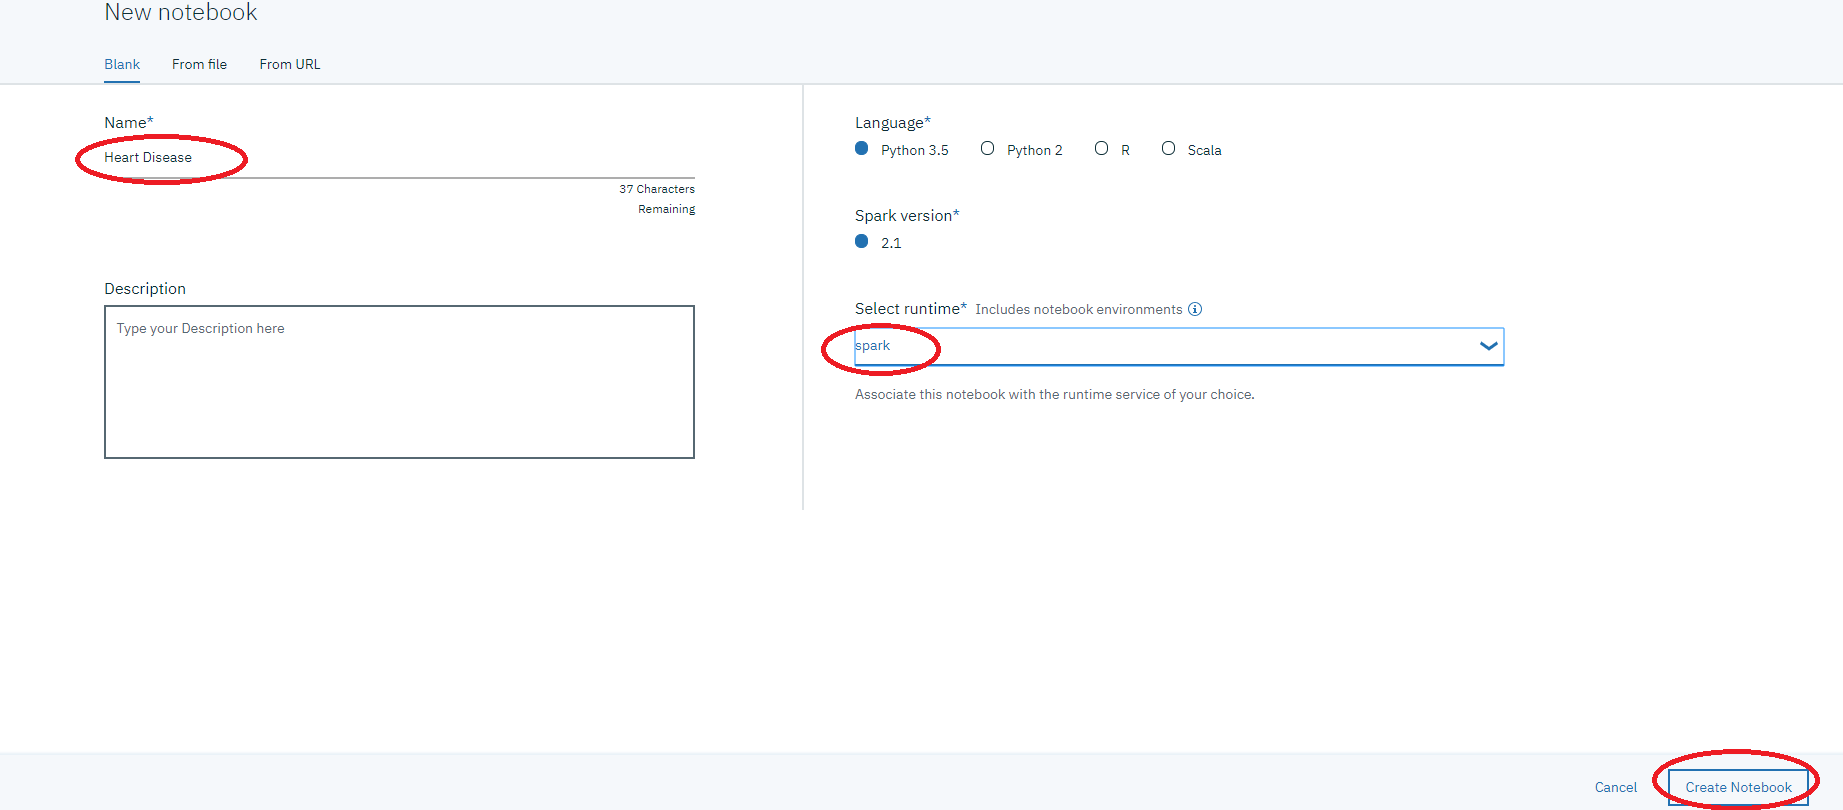 New notebook
Blank From file From URL
Name*
Heart Disease
37 Characters
Remaining
Description
Type your Description here
Language*
Python 3.5 Python 2 R Scala
Spark version*
2.1
Select runtime* Includes notebook environments
spark
Associate this notebook with the runtime service of your choice.
Cancel Create Notebook